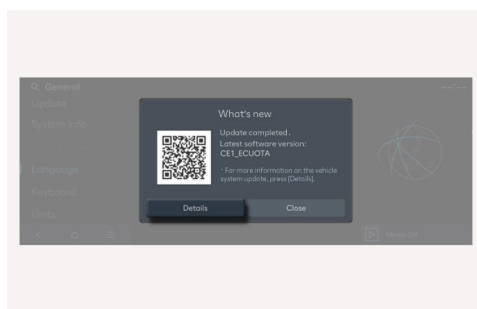 General
Update
System Info
Language
Keyboard
Units
What's new
Update completed.
Latest software version:
CE1_ECUOTA
· For more information on the vehicle
system update, press [Details].
Details
Close
Media Off